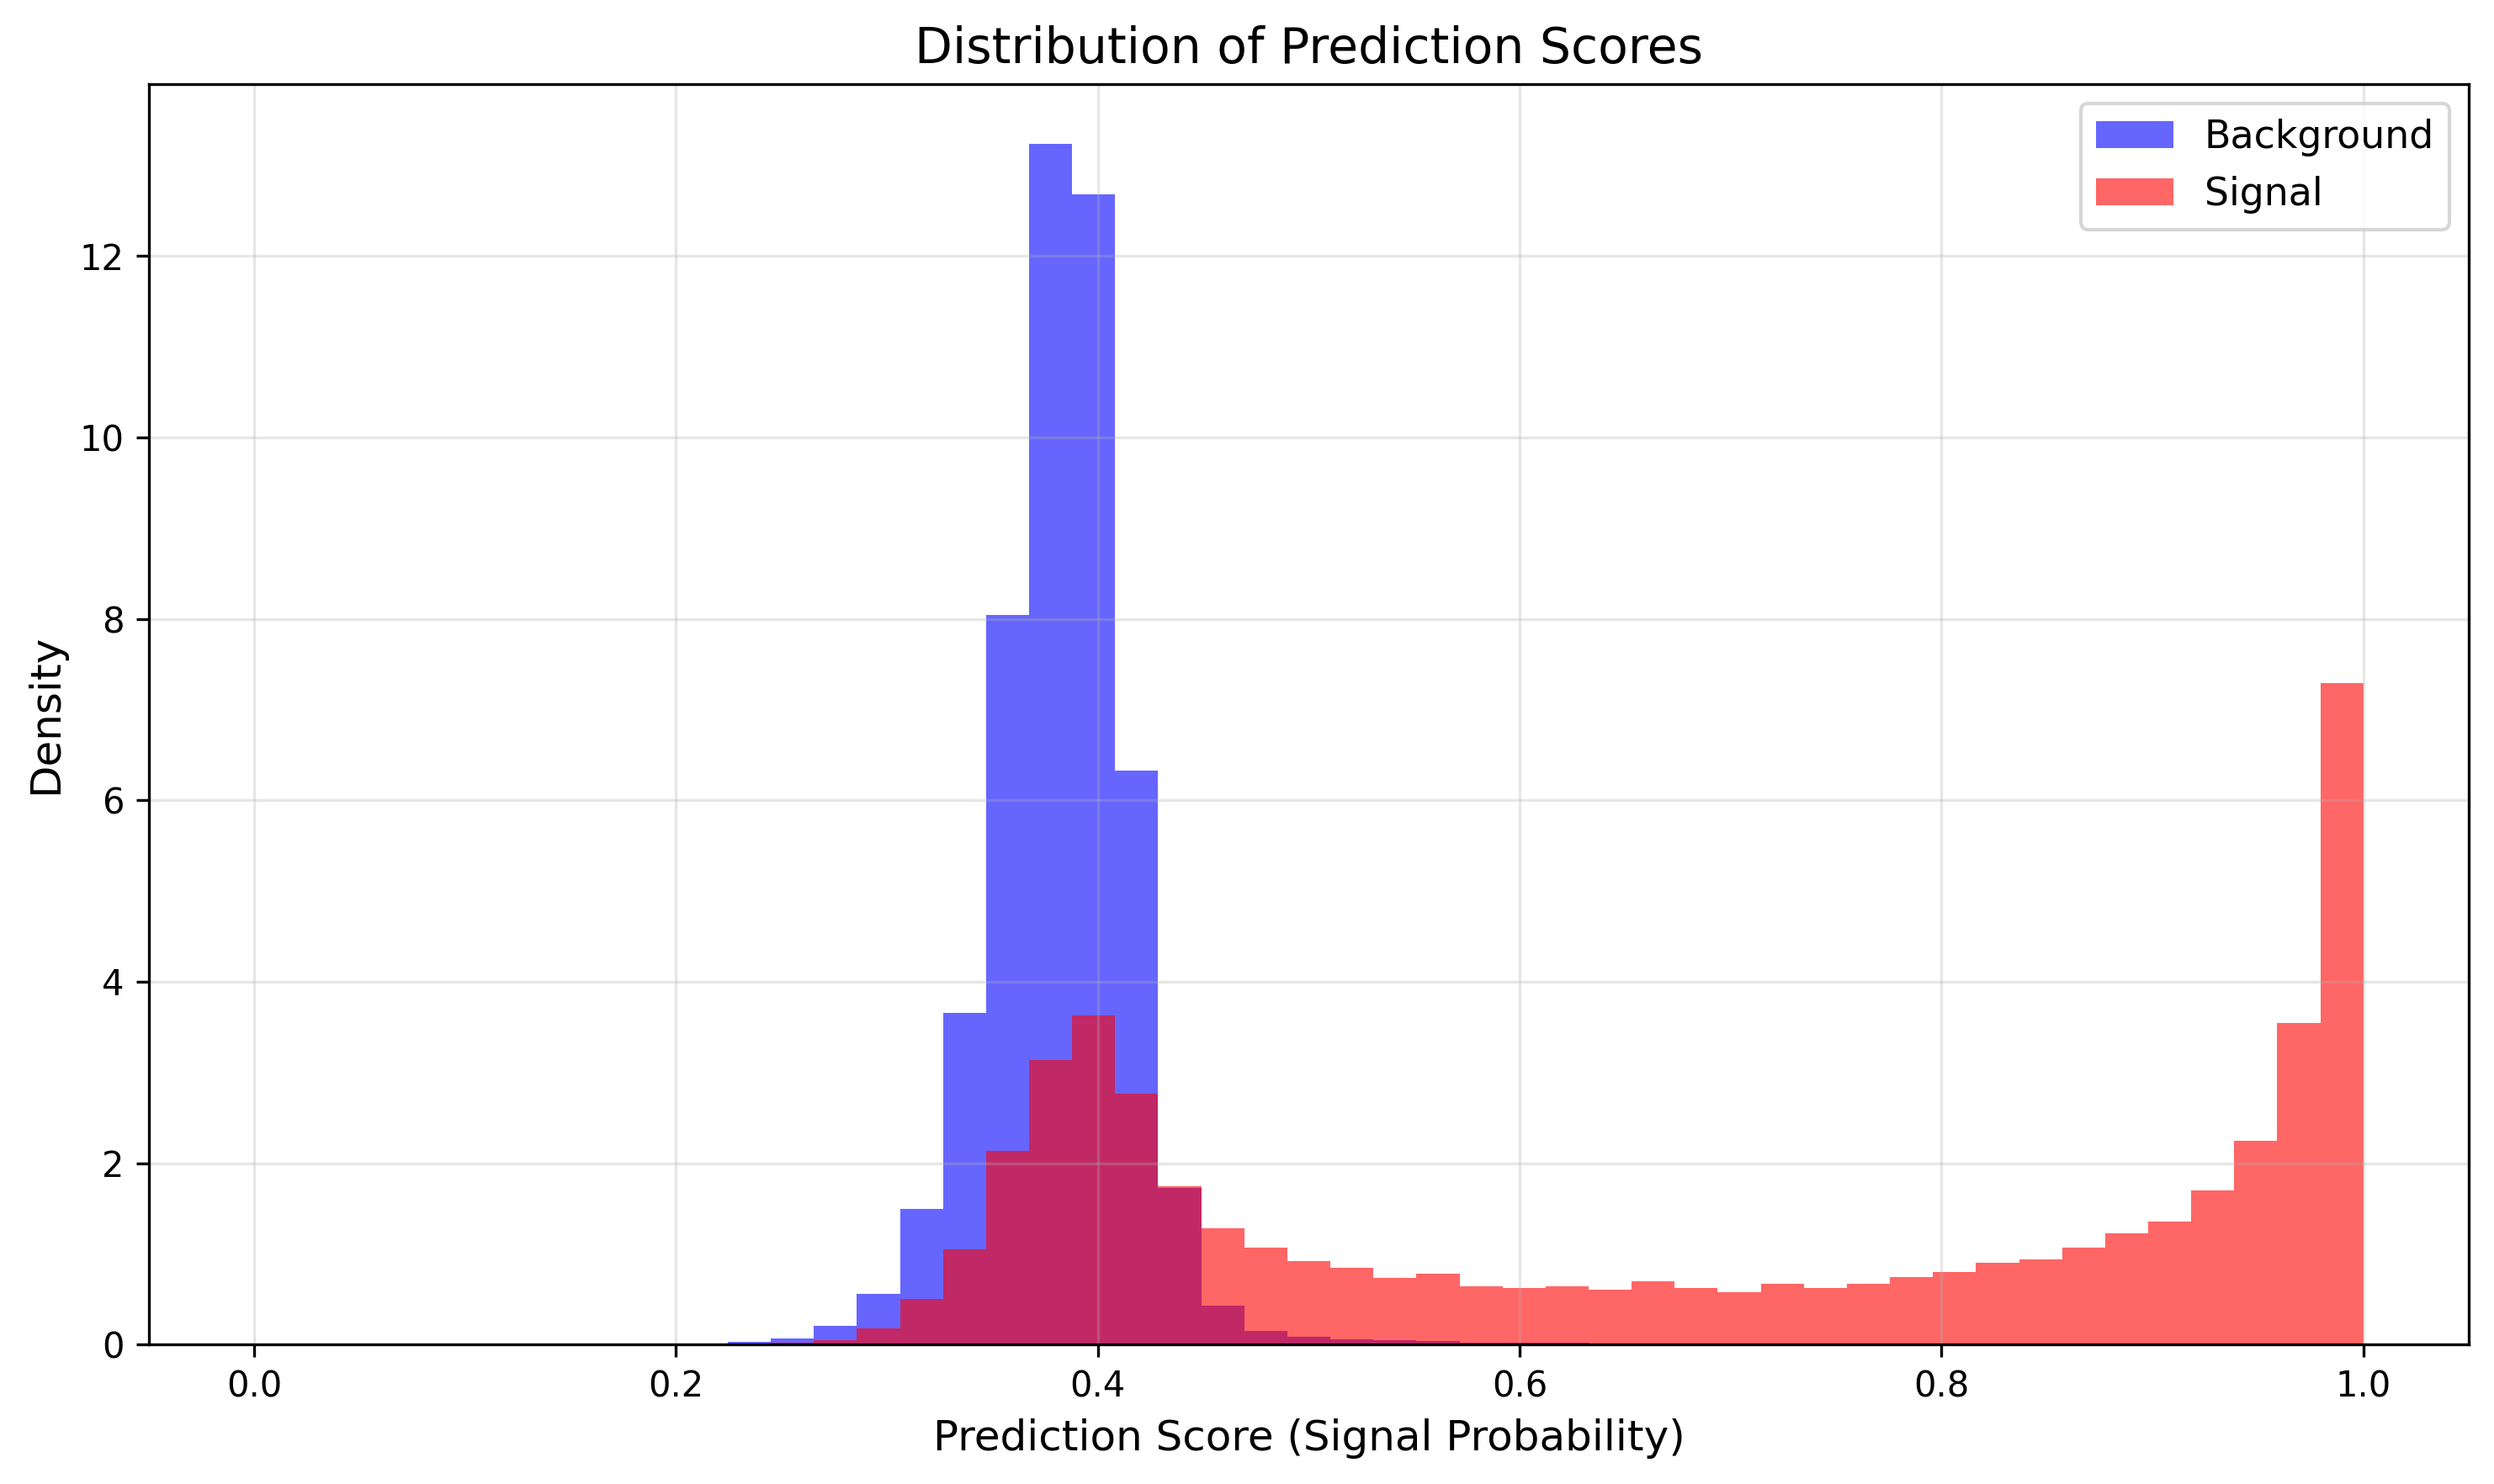 Distribution of Prediction Scores
Background
Signal
12
10
8
6
4
2
0
Density
0.0 0.2 0.4 0.6 0.8 1.0
Prediction Score (Signal Probability)